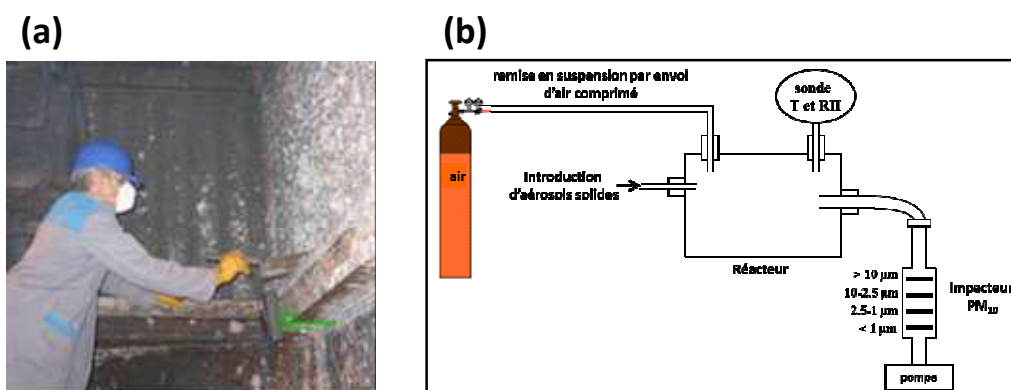 (a)
(b)
remise en suspension par envoi
d'air comprimé
sonde
T et RH
air
Introduction
d'aérosols solides
Réacteur
> 10 µm
10-2.5 µm
2.5-1 µm
< 1 µm
Impacteur
PM₁₀
pompe